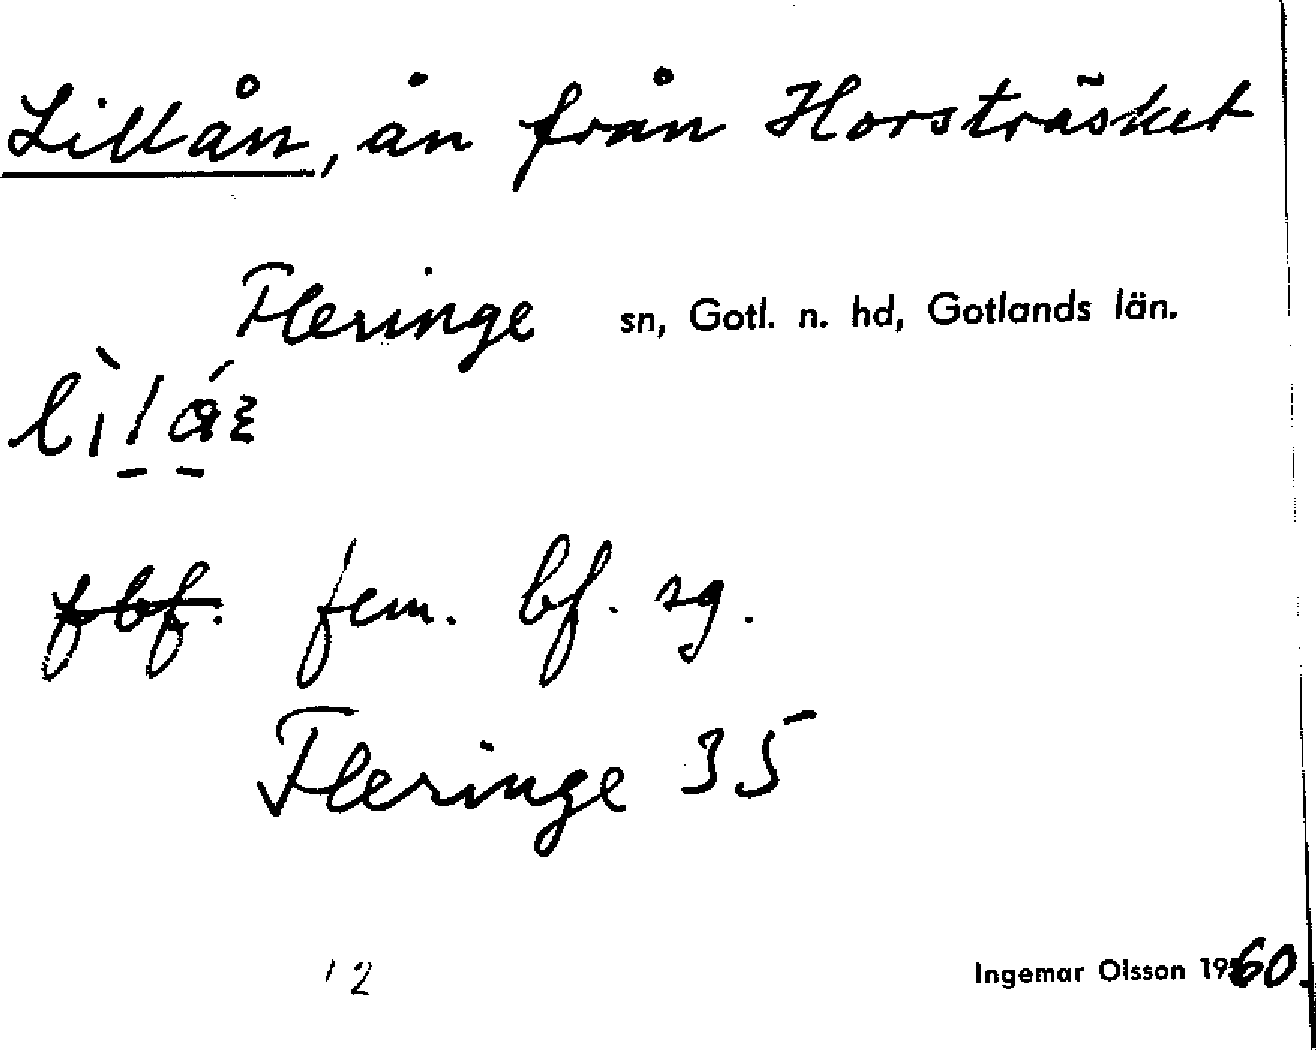 Lillån, ån från Horsträsket
Fleringe sn, Gotl. n. hd, Gotlands län.
fbf. fem. bf. sg.
Fleringe 35
12 Ingemar Olsson 1960.